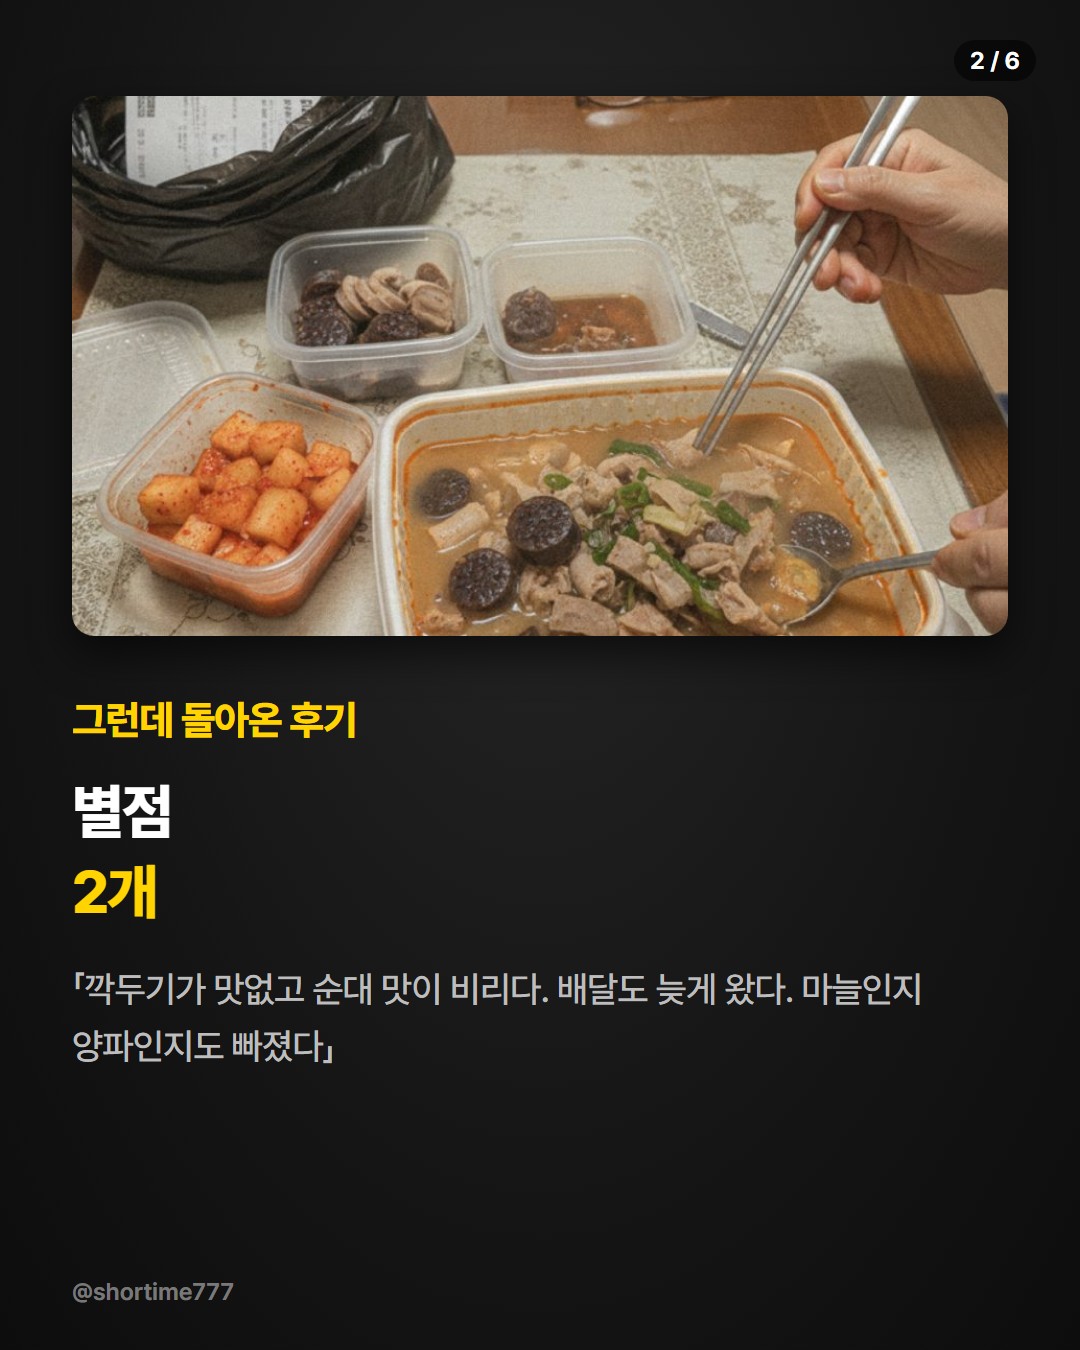 2 / 6
그런데 돌아온 후기
별점
2개
「깍두기가 맛없고 순대 맛이 비리다. 배달도 늦게 왔다. 마늘인지
양파인지도 빠졌다」
@shortime777